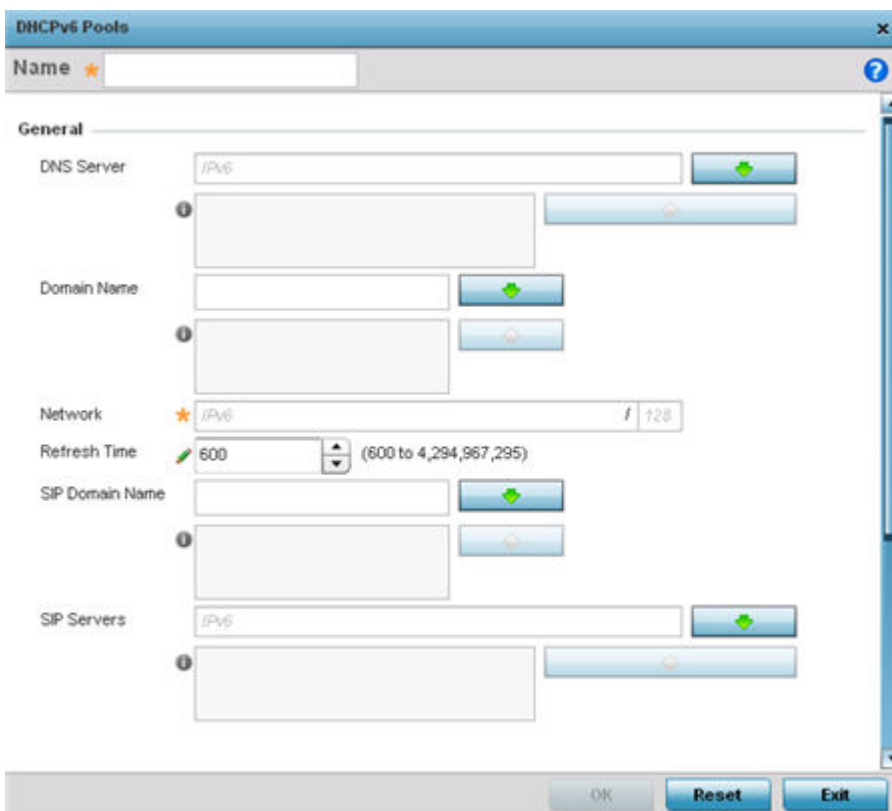 DHCPv6 Pools
Name
General
DNS Server IPv6
Domain Name
Network IPv6 / 128
Refresh Time 600 (600 to 4,294,967,295)
SIP Domain Name
SIP Servers IPv6
OK Reset Exit